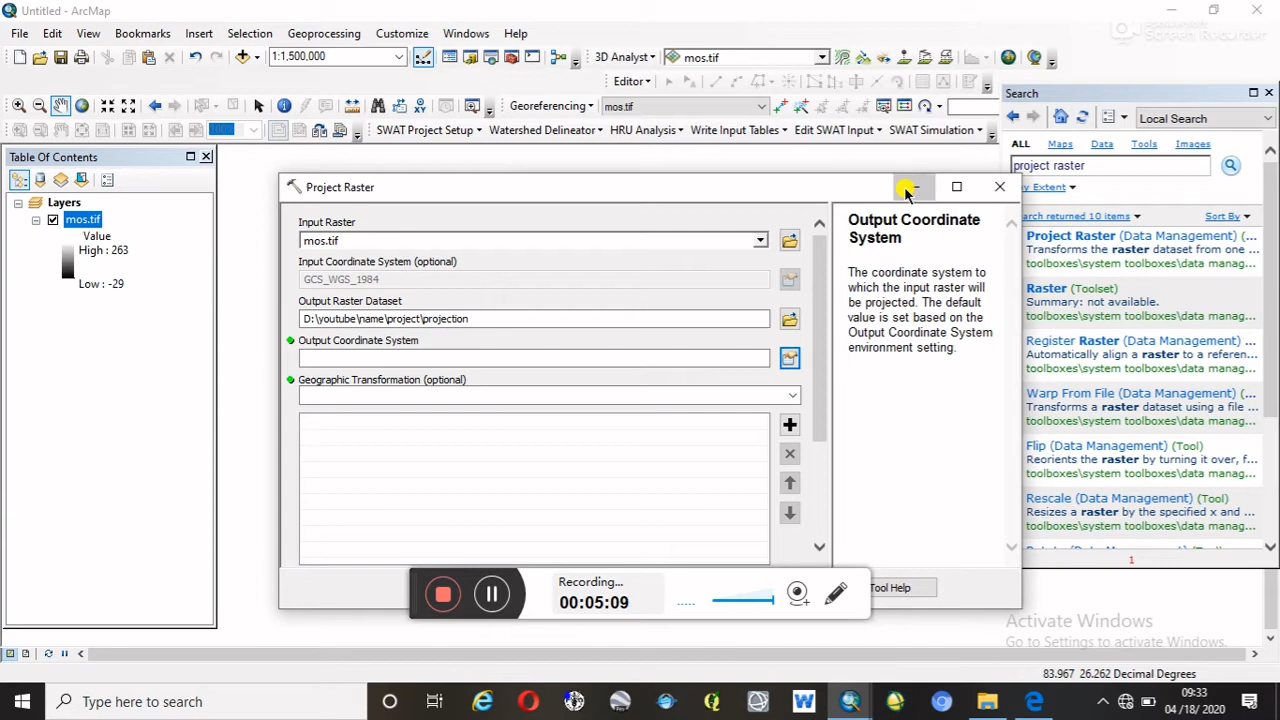 Untitled - ArcMap
File Edit View Bookmarks Insert Selection Geoprocessing Customize Windows Help
Screen Recorder
1:1,500,000
3D Analyst
mos.tif
Editor
Georeferencing
mos.tif
SWAT Project Setup Watershed Delineator HRU Analysis Write Input Tables Edit SWAT Input SWAT Simulation
Table Of Contents
Layers
mos.tif
Value
High : 263
Low : -29
Project Raster
Input Raster
mos.tif
Input Coordinate System (optional)
GCS_WGS_1984
Output Raster Dataset
D:\youtube\name\project\projection
Output Coordinate System
Geographic Transformation (optional)
Output Coordinate
System
The coordinate system to
which the input raster will
be projected. The default
value is set based on the
Output Coordinate System
environment setting.
Tool Help
Recording...
00:05:09
Search
Local Search
ALL Maps Data Tools Images
project raster
y Extent
earch returned 10 items
Sort By
Project Raster (Data Management) (...
Transforms the raster dataset from one ...
toolboxes\system toolboxes\data manag...
Raster (Toolset)
Summary: not available.
toolboxes\system toolboxes\data manag...
Register Raster (Data Management) (...
Automatically align a raster to a referen...
toolboxes\system toolboxes\data manag...
Warp From File (Data Management) (...
Transforms a raster dataset using a file ...
toolboxes\system toolboxes\data manag...
Flip (Data Management) (Tool)
Reorients the raster by turning it over, f...
toolboxes\system toolboxes\data manag...
Rescale (Data Management) (Tool)
Resizes a raster by the specified x and ...
toolboxes\system toolboxes\data manag...
1
Activate Windows
Go to Settings to activate Windows.
83.967 26.262 Decimal Degrees
Type here to search
09:33
04/18/2020